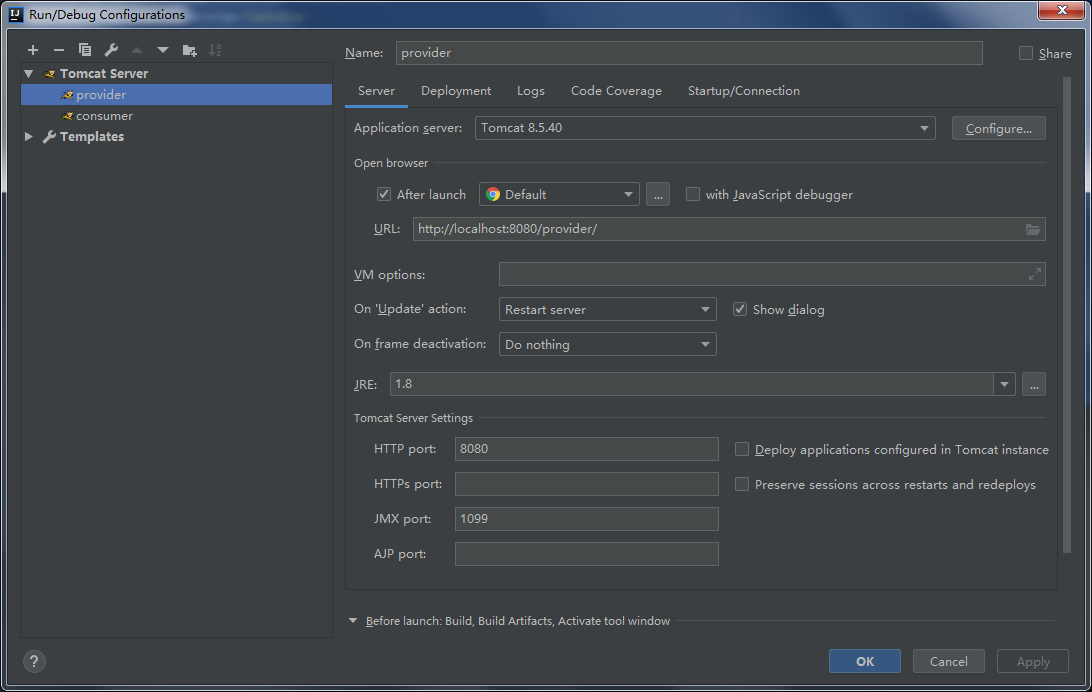 Run/Debug Configurations
Tomcat Server
provider
consumer
Templates
Name: provider Share
Server Deployment Logs Code Coverage Startup/Connection
Application server: Tomcat 8.5.40 Configure...
Open browser
After launch Default ... with JavaScript debugger
URL: http://localhost:8080/provider/
VM options:
On 'Update' action: Restart server Show dialog
On frame deactivation: Do nothing
JRE: 1.8 ...
Tomcat Server Settings
HTTP port: 8080 Deploy applications configured in Tomcat instance
HTTPs port: Preserve sessions across restarts and redeploys
JMX port: 1099
AJP port:
Before launch: Build, Build Artifacts, Activate tool window
? OK Cancel Apply